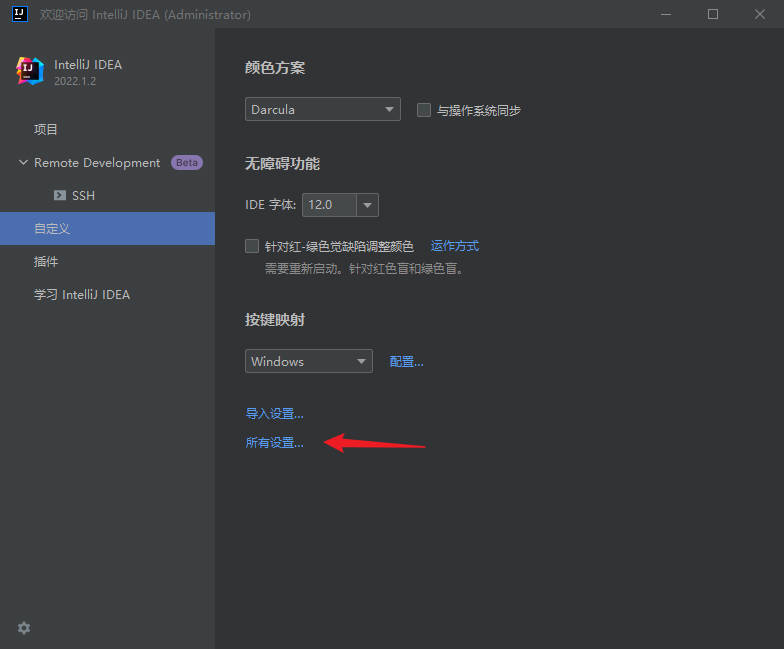 欢迎访问 IntelliJ IDEA (Administrator)
IntelliJ IDEA
2022.1.2
项目
Remote Development Beta
SSH
自定义
插件
学习 IntelliJ IDEA
颜色方案
Darcula 与操作系统同步
无障碍功能
IDE 字体: 12.0
针对红-绿色觉缺陷调整颜色 运作方式
需要重新启动。针对红色盲和绿色盲。
按键映射
Windows 配置...
导入设置...
所有设置...